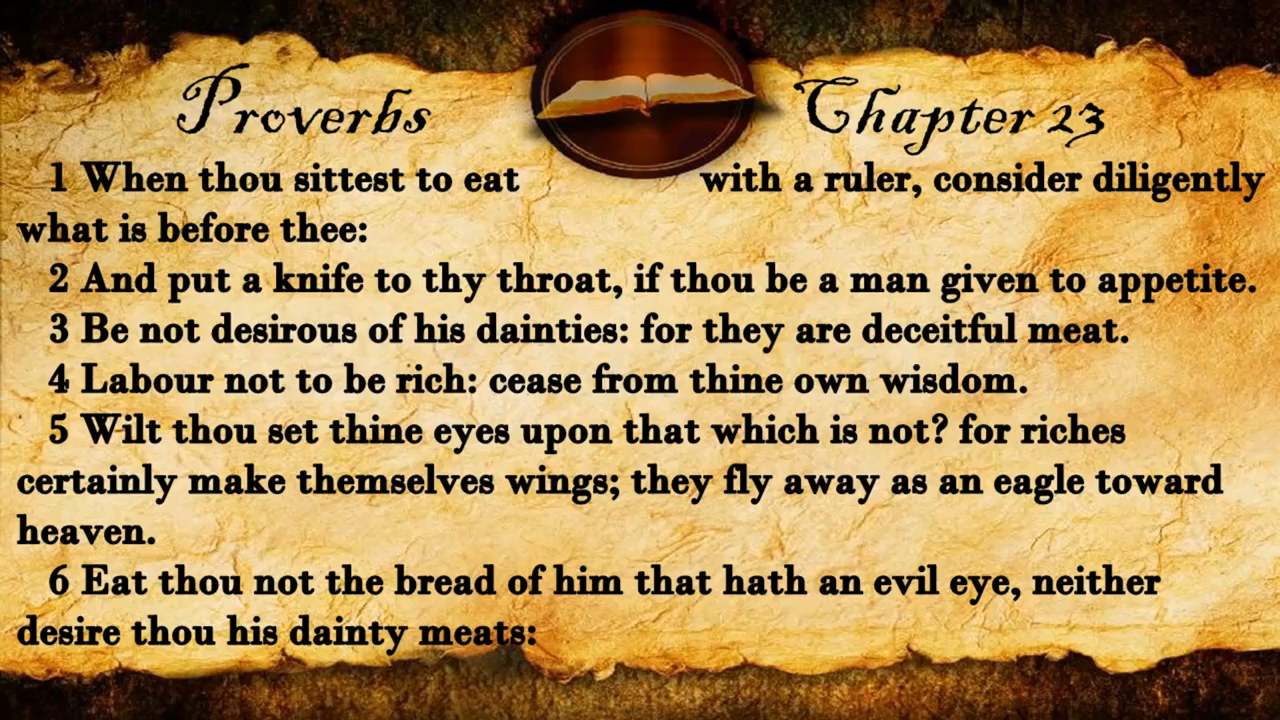 Proverbs Chapter 23
1 When thou sittest to eat with a ruler, consider diligently
what is before thee:
2 And put a knife to thy throat, if thou be a man given to appetite.
3 Be not desirous of his dainties: for they are deceitful meat.
4 Labour not to be rich: cease from thine own wisdom.
5 Wilt thou set thine eyes upon that which is not? for riches
certainly make themselves wings; they fly away as an eagle toward
heaven.
6 Eat thou not the bread of him that hath an evil eye, neither
desire thou his dainty meats: